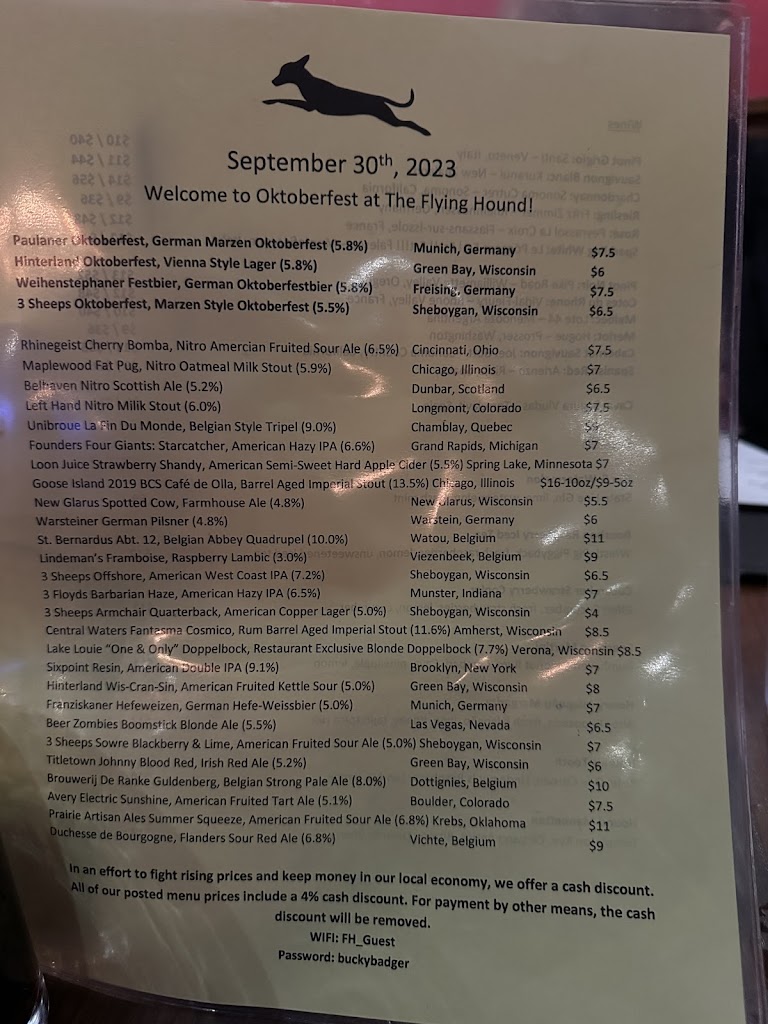 September 30th, 2023
Welcome to Oktoberfest at The Flying Hound!
Paulaner Oktoberfest, German Marzen Oktoberfest (5.8%) Munich, Germany $7.5
Hinterland Oktoberfest, Vienna Style Lager (5.8%) Green Bay, Wisconsin $6
Weihenstephaner Festbier, German Oktoberfestbier (5.8%) Freising, Germany $7.5
3 Sheeps Oktoberfest, Marzen Style Oktoberfest (5.5%) Sheboygan, Wisconsin $6.5
Rhinegeist Cherry Bomba, Nitro Amercian Fruited Sour Ale (6.5%) Cincinnati, Ohio $7.5
Maplewood Fat Pug, Nitro Oatmeal Milk Stout (5.9%) Chicago, Illinois $7
Belhaven Nitro Scottish Ale (5.2%) Dunbar, Scotland $6.5
Left Hand Nitro Milik Stout (6.0%) Longmont, Colorado $7.5
Unibroue La Fin Du Monde, Belgian Style Tripel (9.0%) Chamblay, Quebec
Founders Four Giants: Starcatcher, American Hazy IPA (6.6%) Grand Rapids, Michigan $7
Loon Juice Strawberry Shandy, American Semi-Sweet Hard Apple Cider (5.5%) Spring Lake, Minnesota $7
Goose Island 2019 BCS Café de Olla, Barrel Aged Imperial Stout (13.5%) Chicago, Illinois $16-10oz/$9-5oz
New Glarus Spotted Cow, Farmhouse Ale (4.8%) New Glarus, Wisconsin $5.5
Warsteiner German Pilsner (4.8%) Warstein, Germany $6
St. Bernardus Abt. 12, Belgian Abbey Quadrupel (10.0%) Watou, Belgium $11
Lindeman's Framboise, Raspberry Lambic (3.0%) Viezenbeek, Belgium $9
3 Sheeps Offshore, American West Coast IPA (7.2%) Sheboygan, Wisconsin $6.5
3 Floyds Barbarian Haze, American Hazy IPA (6.5%) Munster, Indiana $7
3 Sheeps Armchair Quarterback, American Copper Lager (5.0%) Sheboygan, Wisconsin $4
Central Waters Fantasma Cosmico, Rum Barrel Aged Imperial Stout (11.6%) Amherst, Wisconsin $8.5
Lake Louie "One & Only" Doppelbock, Restaurant Exclusive Blonde Doppelbock (7.7%) Verona, Wisconsin $8.5
Sixpoint Resin, American Double IPA (9.1%) Brooklyn, New York $7
Hinterland Wis-Cran-Sin, American Fruited Kettle Sour (5.0%) Green Bay, Wisconsin $8
Franziskaner Hefeweizen, German Hefe-Weissbier (5.0%) Munich, Germany $7
Beer Zombies Boomstick Blonde Ale (5.5%) Las Vegas, Nevada $6.5
3 Sheeps Sowre Blackberry & Lime, American Fruited Sour Ale (5.0%) Sheboygan, Wisconsin $7
Titletown Johnny Blood Red, Irish Red Ale (5.2%) Green Bay, Wisconsin $6
Brouwerij De Ranke Guldenberg, Belgian Strong Pale Ale (8.0%) Dottignies, Belgium $10
Avery Electric Sunshine, American Fruited Tart Ale (5.1%) Boulder, Colorado $7.5
Prairie Artisan Ales Summer Squeeze, American Fruited Sour Ale (6.8%) Krebs, Oklahoma $11
Duchesse de Bourgogne, Flanders Sour Red Ale (6.8%) Vichte, Belgium $9
In an effort to fight rising prices and keep money in our local economy, we offer a cash discount.
All of our posted menu prices include a 4% cash discount. For payment by other means, the cash
discount will be removed.
WIFI: FH_Guest
Password: buckybadger